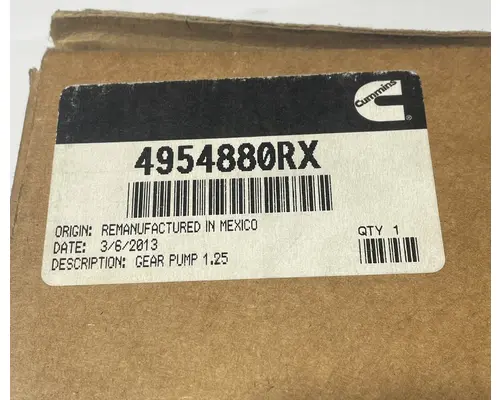 Cummins
4954880RX
ORIGIN: REMANUFACTURED IN MEXICO
DATE: 3/6/2013
DESCRIPTION: GEAR PUMP 1.25
QTY 1